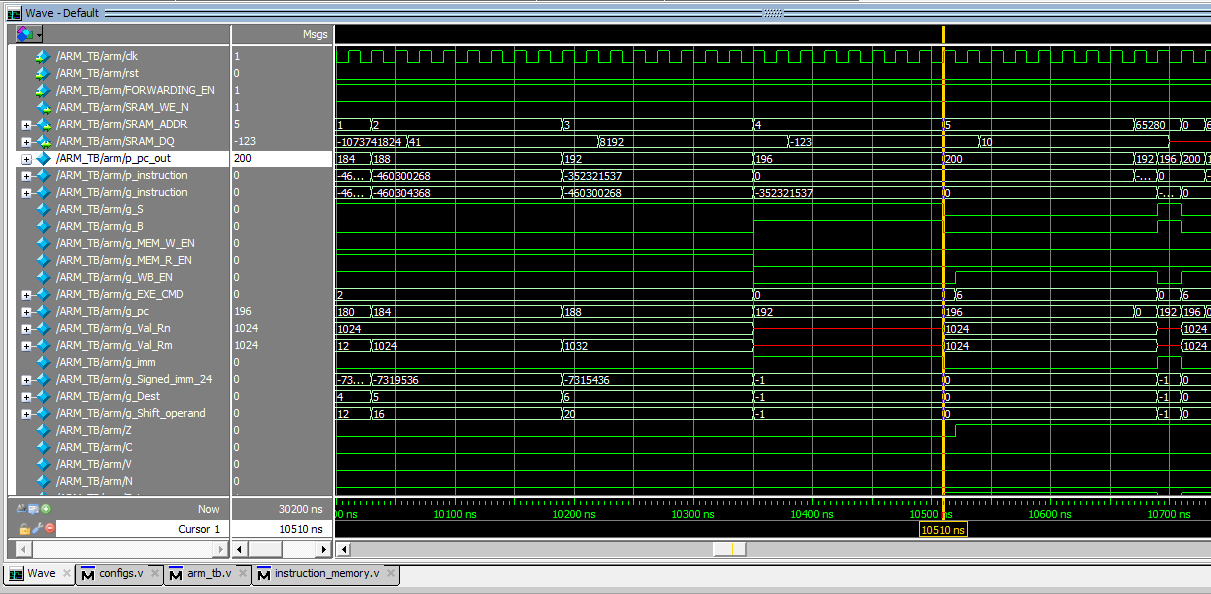 Wave - Default
Msgs
/ARM_TB/arm/clk 1
/ARM_TB/arm/rst 0
/ARM_TB/arm/FORWARDING_EN 1
/ARM_TB/arm/SRAM_WE_N 1
/ARM_TB/arm/SRAM_ADDR 5 1 2 3 4 5 65280 0 6
/ARM_TB/arm/SRAM_DQ -123 -1073741824 41 8192 -123 10
/ARM_TB/arm/p_pc_out 200 184 188 192 196 200 192 196 200
/ARM_TB/arm/p_instruction 0 -46... -460300268 -352321537 0 -... 0
/ARM_TB/arm/g_instruction 0 -46... -460304368 -460300268 -352321537 0 -... 0
/ARM_TB/arm/g_S 0
/ARM_TB/arm/g_B 0
/ARM_TB/arm/g_MEM_W_EN 0
/ARM_TB/arm/g_MEM_R_EN 0
/ARM_TB/arm/g_WB_EN 0
/ARM_TB/arm/g_EXE_CMD 0 2 0 6 0 6
/ARM_TB/arm/g_pc 196 180 184 188 192 196 0 192 196 0
/ARM_TB/arm/g_Val_Rn 1024 1024 1024 1024
/ARM_TB/arm/g_Val_Rm 1024 12 1024 1032 1024 1024
/ARM_TB/arm/g_imm 0
/ARM_TB/arm/g_Signed_imm_24 0 -73... -7319536 -7315436 -1 0 -1 0
/ARM_TB/arm/g_Dest 0 4 5 6 -1 0 -1 0
/ARM_TB/arm/g_Shift_operand 0 12 16 20 -1 0 -1 0
/ARM_TB/arm/Z 0
/ARM_TB/arm/C 0
/ARM_TB/arm/V 0
/ARM_TB/arm/N 0
Now 30200 ns 00 ns 10100 ns 10200 ns 10300 ns 10400 ns 10500 ns 10600 ns 10700 ns
Cursor 1 10510 ns 10510 ns
Wave configs.v arm_tb.v instruction_memory.v